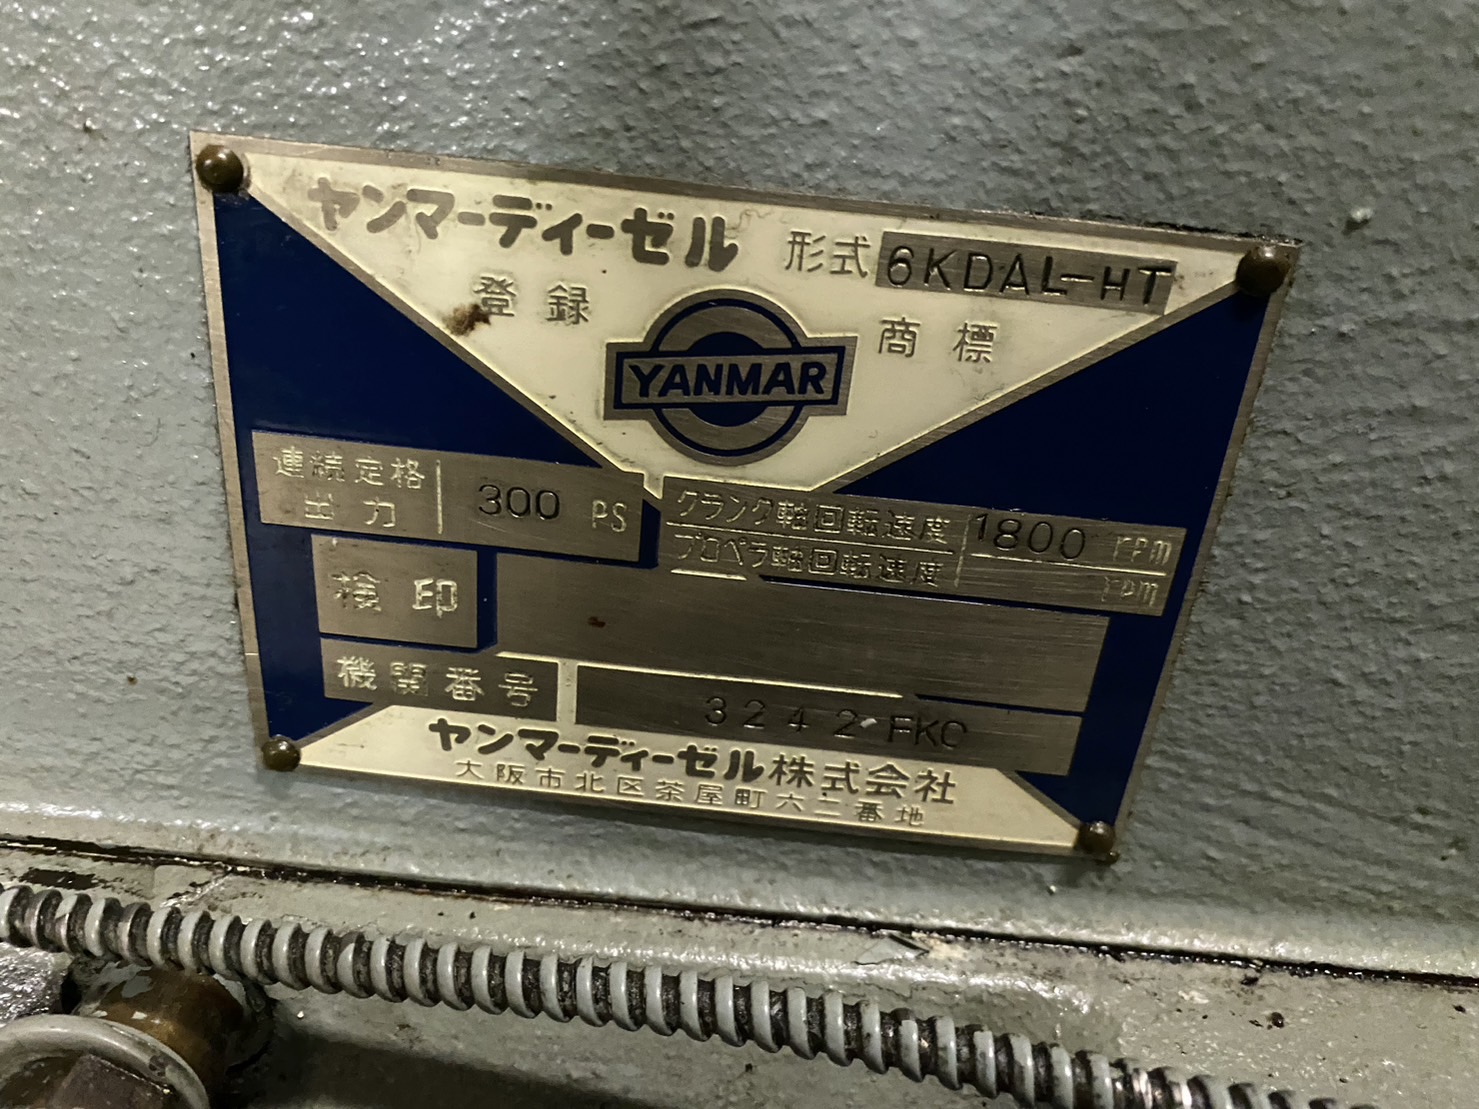 ヤンマーディーゼル
形式 6KDAL-HT
登録 商標
YANMAR
連続定格出力 300 PS
クランク軸回転速度 1800 rpm
プロペラ軸回転速度 rpm
検印
機関番号 3242-FKC
ヤンマーディーゼル株式会社
大阪市北区茶屋町六二番地